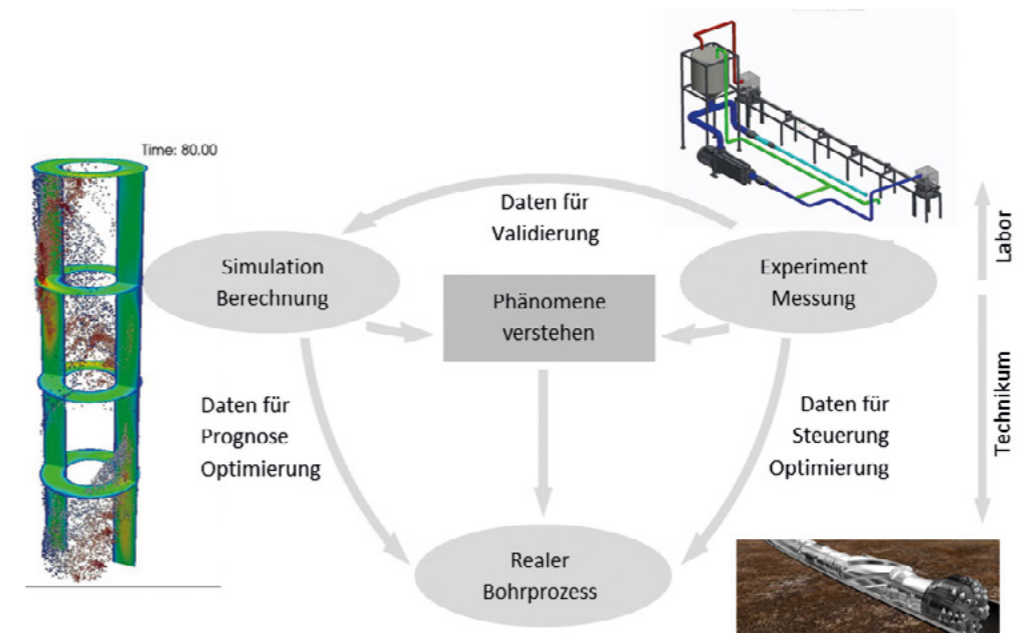 Time: 80.00
Daten für
Validierung
Simulation
Berechnung
Experiment
Messung
Phänomene
verstehen
Labor
Technikum
Daten für
Prognose
Optimierung
Daten für
Steuerung
Optimierung
Realer
Bohrprozess